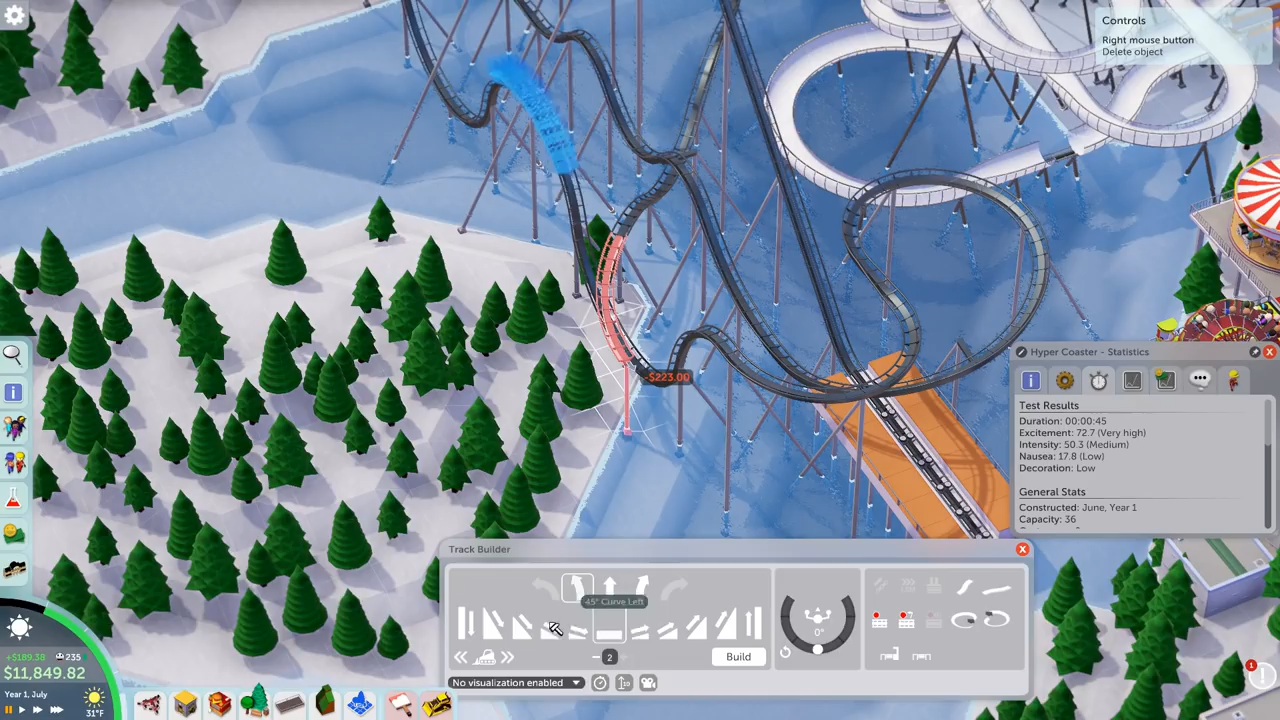 Controls
Right mouse button
Delete object
-$223.00
Hyper Coaster - Statistics
Test Results
Duration: 00:00:45
Excitement: 72.7 (Very high)
Intensity: 50.3 (Medium)
Nausea: 17.8 (Low)
Decoration: Low
General Stats
Constructed: June, Year 1
Capacity: 36
Track Builder
45° Curve Left
0°
2
Build
No visualization enabled
+$189.38
235
$11,849.82
Year 1, July
31°F
1